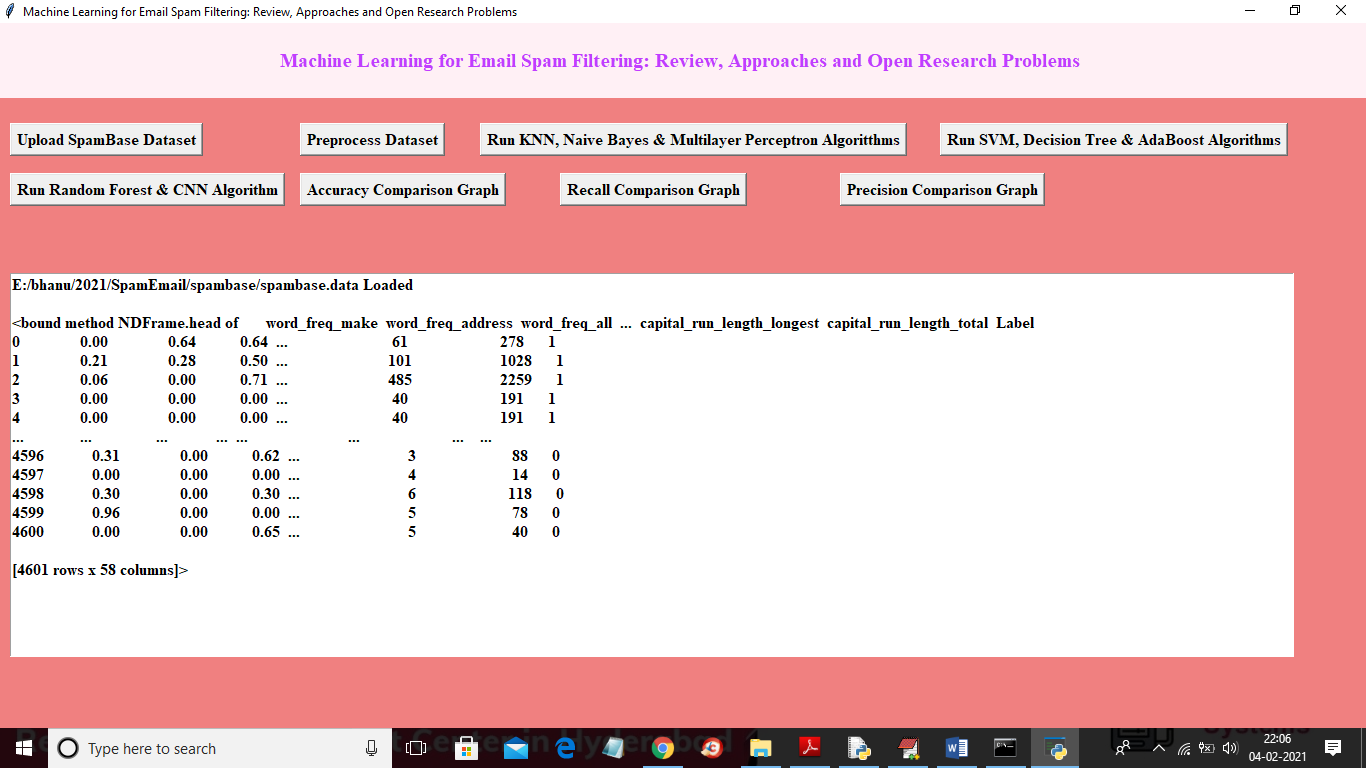 Machine Learning for Email Spam Filtering: Review, Approaches and Open Research Problems
Machine Learning for Email Spam Filtering: Review, Approaches and Open Research Problems
Upload SpamBase Dataset Preprocess Dataset Run KNN, Naive Bayes & Multilayer Perceptron Algoritthms Run SVM, Decision Tree & AdaBoost Algorithms
Run Random Forest & CNN Algorithm Accuracy Comparison Graph Recall Comparison Graph Precision Comparison Graph
E:/bhanu/2021/SpamEmail/spambase/spambase.data Loaded
<bound method NDFrame.head of word_freq_make word_freq_address word_freq_all ... capital_run_length_longest capital_run_length_total Label
0 0.00 0.64 0.64 ... 61 278 1
1 0.21 0.28 0.50 ... 101 1028 1
2 0.06 0.00 0.71 ... 485 2259 1
3 0.00 0.00 0.00 ... 40 191 1
4 0.00 0.00 0.00 ... 40 191 1
... ... ... ... ... ... ... ...
4596 0.31 0.00 0.62 ... 3 88 0
4597 0.00 0.00 0.00 ... 4 14 0
4598 0.30 0.00 0.30 ... 6 118 0
4599 0.96 0.00 0.00 ... 5 78 0
4600 0.00 0.00 0.65 ... 5 40 0
[4601 rows x 58 columns]>
Type here to search
22:06
04-02-2021